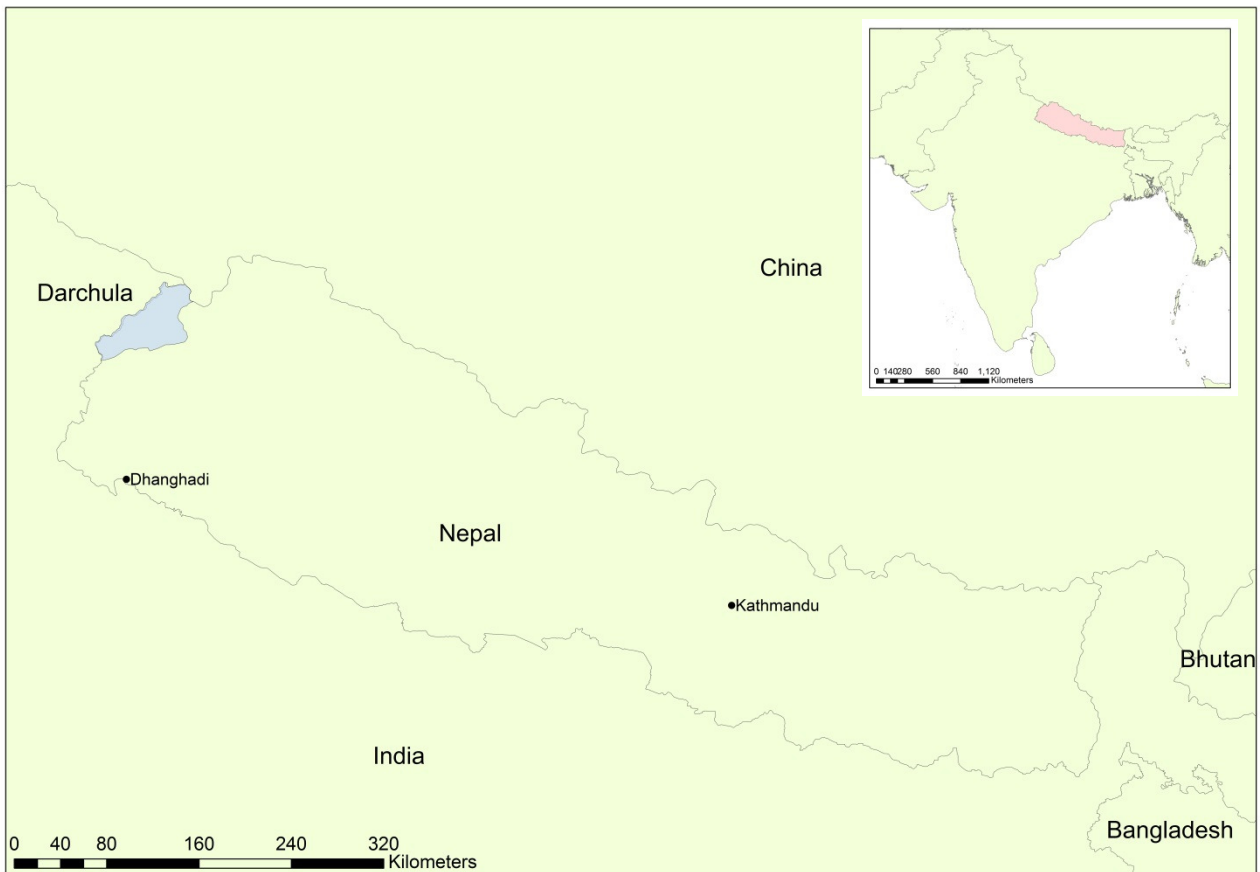 0 140 280 560 840 1,120
Kilometers
China
Darchula
Dhanghadi
Nepal
Kathmandu
Bhutan
India
Bangladesh
0 40 80 160 240 320
Kilometers